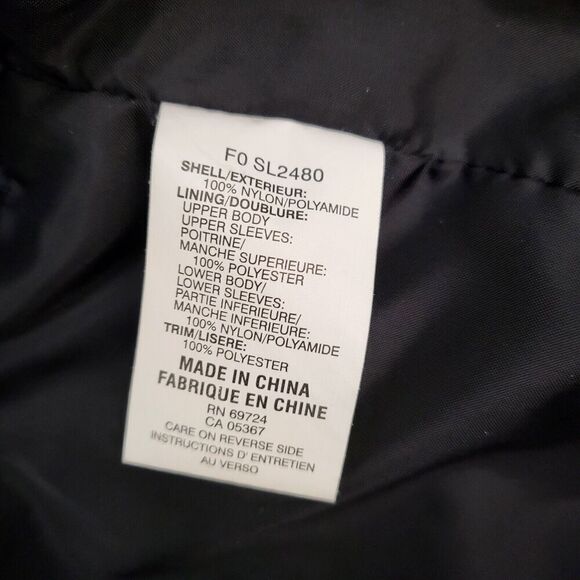 F0 SL2480
SHELL/EXTERIEUR:
100% NYLON/POLYAMIDE
LINING/DOUBLURE:
UPPER BODY
UPPER SLEEVES:
POITRINE/
MANCHE SUPERIEURE:
100% POLYESTER
LOWER BODY/
LOWER SLEEVES:
PARTIE INFERIEURE/
MANCHE INFERIEURE:
100% NYLON/POLYAMIDE
TRIM/LISERE:
100% POLYESTER
MADE IN CHINA
FABRIQUE EN CHINE
RN 69724
CA 05367
CARE ON REVERSE SIDE
INSTRUCTIONS D' ENTRETIEN
AU VERSO